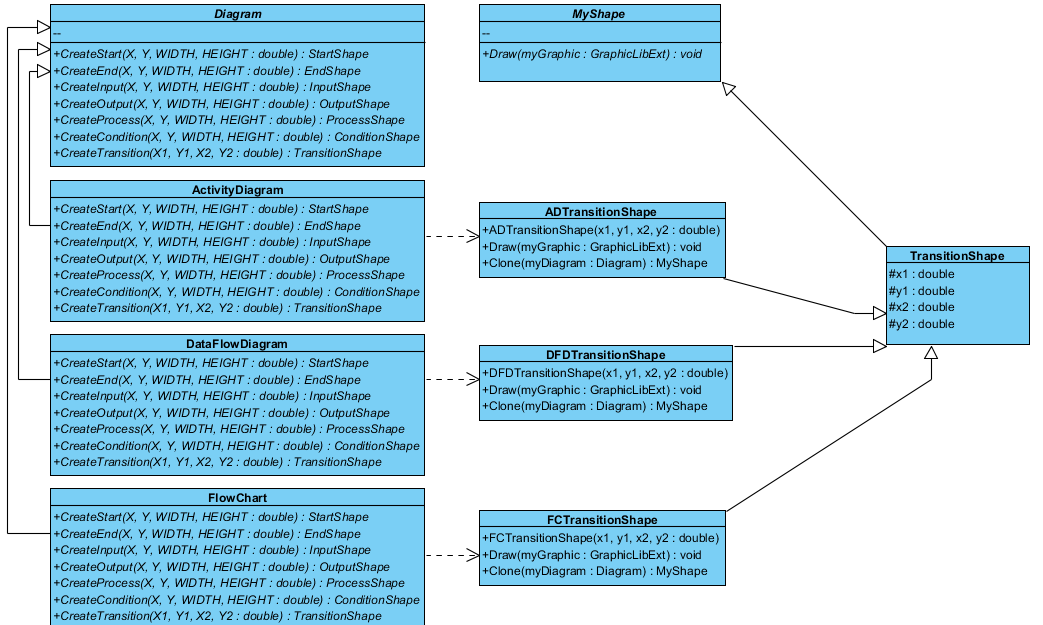 Diagram
--
+CreateStart(X, Y, WIDTH, HEIGHT : double) : StartShape
+CreateEnd(X, Y, WIDTH, HEIGHT : double) : EndShape
+CreateInput(X, Y, WIDTH, HEIGHT : double) : InputShape
+CreateOutput(X, Y, WIDTH, HEIGHT : double) : OutputShape
+CreateProcess(X, Y, WIDTH, HEIGHT : double) : ProcessShape
+CreateCondition(X, Y, WIDTH, HEIGHT : double) : ConditionShape
+CreateTransition(X1, Y1, X2, Y2 : double) : TransitionShape
MyShape
--
+Draw(myGraphic : GraphicLibExt) : void
ActivityDiagram
+CreateStart(X, Y, WIDTH, HEIGHT : double) : StartShape
+CreateEnd(X, Y, WIDTH, HEIGHT : double) : EndShape
+CreateInput(X, Y, WIDTH, HEIGHT : double) : InputShape
+CreateOutput(X, Y, WIDTH, HEIGHT : double) : OutputShape
+CreateProcess(X, Y, WIDTH, HEIGHT : double) : ProcessShape
+CreateCondition(X, Y, WIDTH, HEIGHT : double) : ConditionShape
+CreateTransition(X1, Y1, X2, Y2 : double) : TransitionShape
ADTransitionShape
+ADTransitionShape(x1, y1, x2, y2 : double)
+Draw(myGraphic : GraphicLibExt) : void
+Clone(myDiagram : Diagram) : MyShape
TransitionShape
#x1 : double
#y1 : double
#x2 : double
#y2 : double
DataFlowDiagram
+CreateStart(X, Y, WIDTH, HEIGHT : double) : StartShape
+CreateEnd(X, Y, WIDTH, HEIGHT : double) : EndShape
+CreateInput(X, Y, WIDTH, HEIGHT : double) : InputShape
+CreateOutput(X, Y, WIDTH, HEIGHT : double) : OutputShape
+CreateProcess(X, Y, WIDTH, HEIGHT : double) : ProcessShape
+CreateCondition(X, Y, WIDTH, HEIGHT : double) : ConditionShape
+CreateTransition(X1, Y1, X2, Y2 : double) : TransitionShape
DFDTransitionShape
+DFDTransitionShape(x1, y1, x2, y2 : double)
+Draw(myGraphic : GraphicLibExt) : void
+Clone(myDiagram : Diagram) : MyShape
FlowChart
+CreateStart(X, Y, WIDTH, HEIGHT : double) : StartShape
+CreateEnd(X, Y, WIDTH, HEIGHT : double) : EndShape
+CreateInput(X, Y, WIDTH, HEIGHT : double) : InputShape
+CreateOutput(X, Y, WIDTH, HEIGHT : double) : OutputShape
+CreateProcess(X, Y, WIDTH, HEIGHT : double) : ProcessShape
+CreateCondition(X, Y, WIDTH, HEIGHT : double) : ConditionShape
+CreateTransition(X1, Y1, X2, Y2 : double) : TransitionShape
FCTransitionShape
+FCTransitionShape(x1, y1, x2, y2 : double)
+Draw(myGraphic : GraphicLibExt) : void
+Clone(myDiagram : Diagram) : MyShape